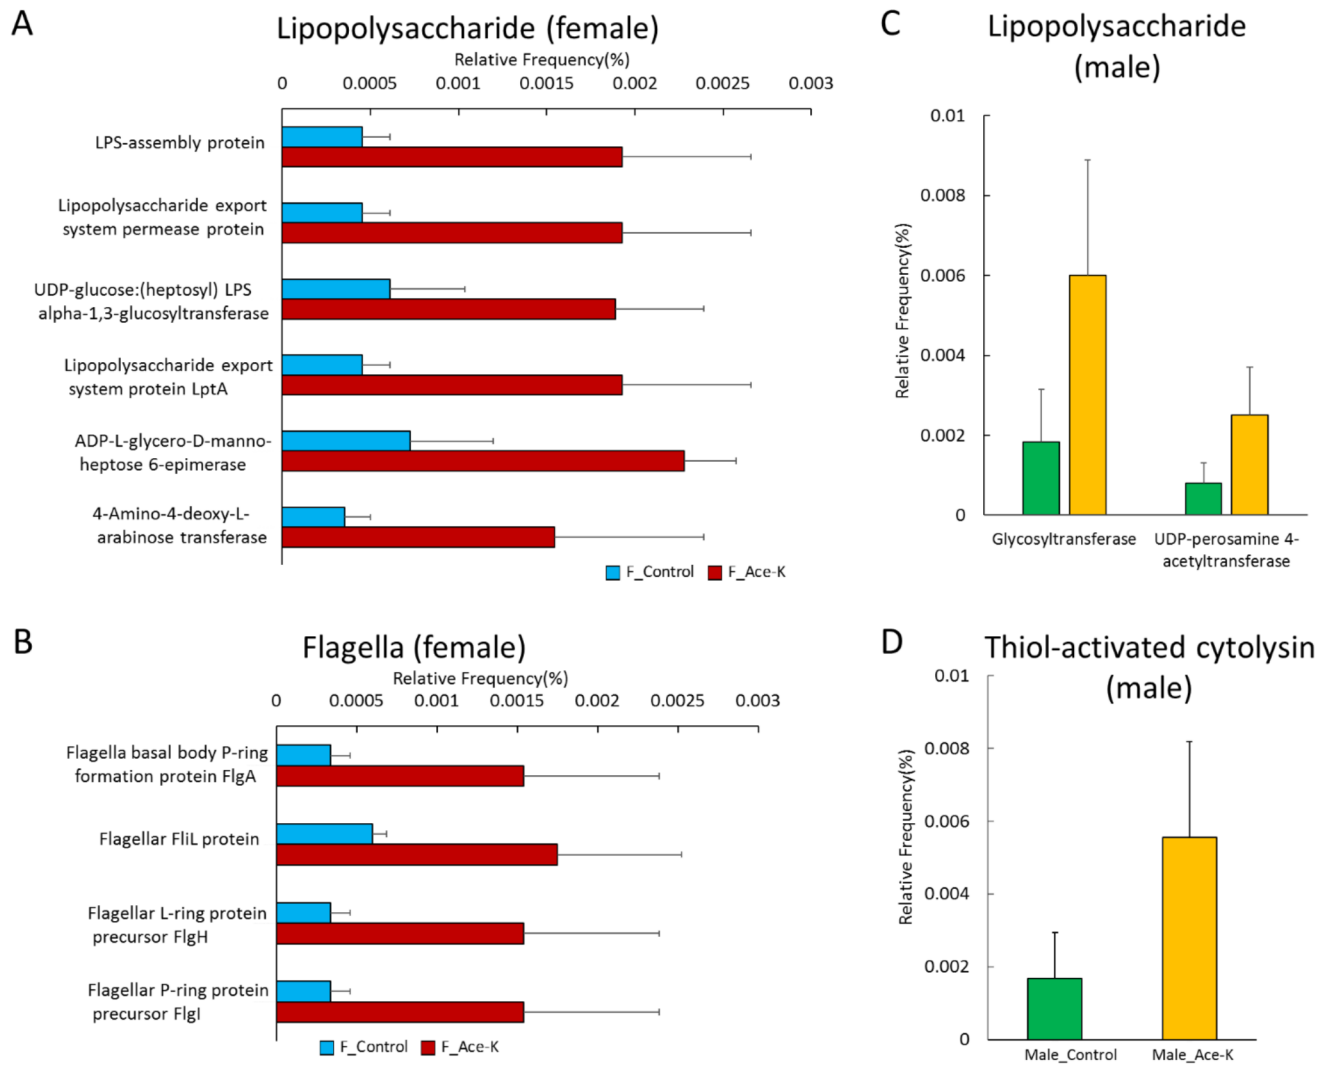 A
Lipopolysaccharide (female)
Relative Frequency(%)
0 0.0005 0.001 0.0015 0.002 0.0025 0.003
LPS-assembly protein
Lipopolysaccharide export
system permease protein
UDP-glucose:(heptosyl) LPS
alpha-1,3-glucosyltransferase
Lipopolysaccharide export
system protein LptA
ADP-L-glycero-D-manno-
heptose 6-epimerase
4-Amino-4-deoxy-L-
arabinose transferase
F_Control F_Ace-K
B
Flagella (female)
Relative Frequency(%)
0 0.0005 0.001 0.0015 0.002 0.0025 0.003
Flagella basal body P-ring
formation protein FlgA
Flagellar FliL protein
Flagellar L-ring protein
precursor FlgH
Flagellar P-ring protein
precursor FlgI
F_Control F_Ace-K
C
Lipopolysaccharide
(male)
Relative Frequency(%)
0.01
0.008
0.006
0.004
0.002
0
Glycosyltransferase
UDP-perosamine 4-
acetyltransferase
D
Thiol-activated cytolysin
(male)
Relative Frequency(%)
0.01
0.008
0.006
0.004
0.002
0
Male_Control Male_Ace-K